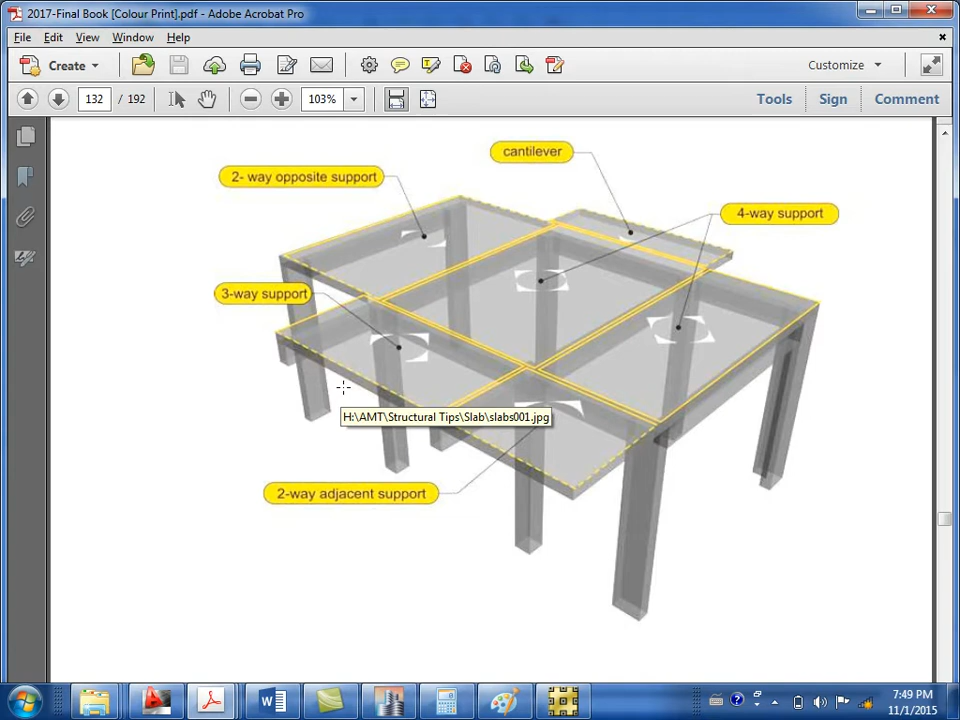 2017-Final Book [Colour Print].pdf - Adobe Acrobat Pro
File Edit View Window Help
Create
Customize
132 / 192
103%
Tools Sign Comment
cantilever
2- way opposite support
4-way support
3-way support
H:\AMT\Structural Tips\Slab\slabs001.jpg
2-way adjacent support
7:49 PM
11/1/2015